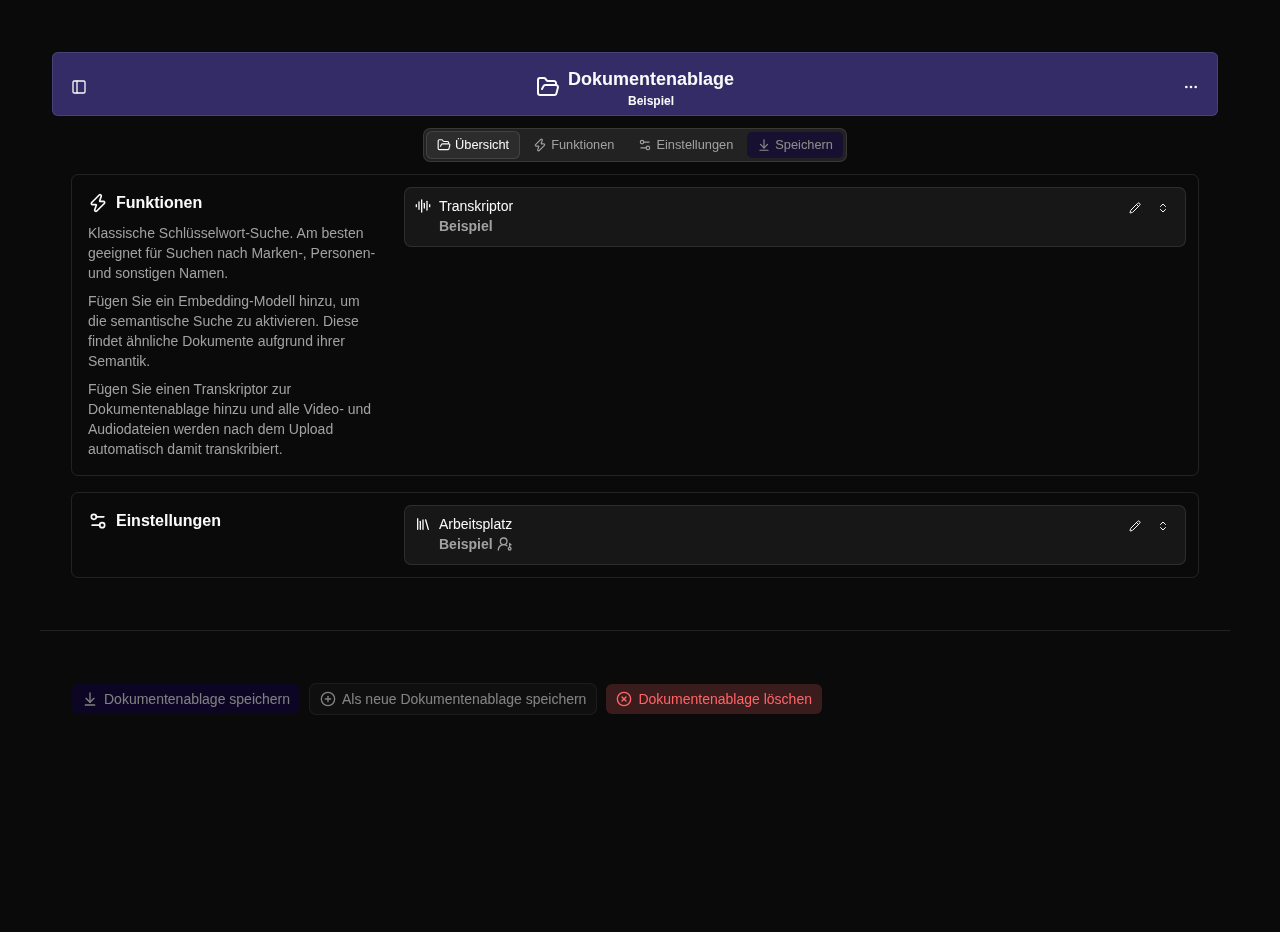 Dokumentenablage
Beispiel
Übersicht
Funktionen
Einstellungen
Speichern
Funktionen
Klassische Schlüsselwort-Suche. Am besten
geeignet für Suchen nach Marken-, Personen-
und sonstigen Namen.
Fügen Sie ein Embedding-Modell hinzu, um
die semantische Suche zu aktivieren. Diese
findet ähnliche Dokumente aufgrund ihrer
Semantik.
Fügen Sie einen Transkriptor zur
Dokumentenablage hinzu und alle Video- und
Audiodateien werden nach dem Upload
automatisch damit transkribiert.
Transkriptor
Beispiel
Einstellungen
Arbeitsplatz
Beispiel
Dokumentenablage speichern
Als neue Dokumentenablage speichern
Dokumentenablage löschen